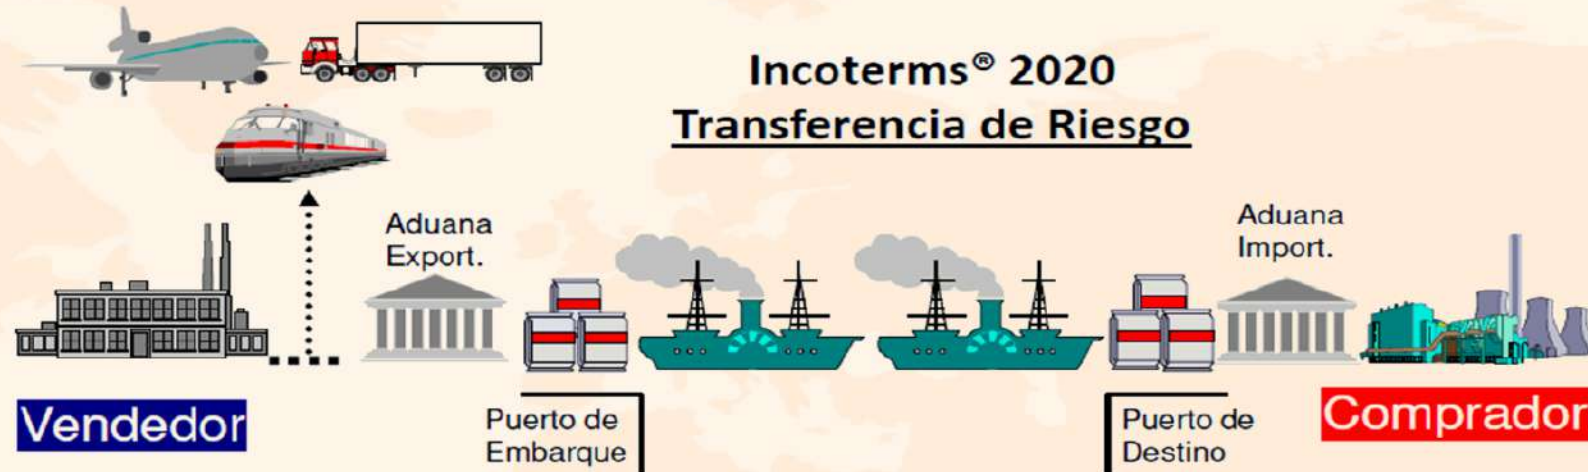 Incoterms® 2020
Transferencia de Riesgo
Aduana
Export.
Aduana
Import.
Vendedor
Puerto de
Embarque
Puerto de
Destino
Comprador